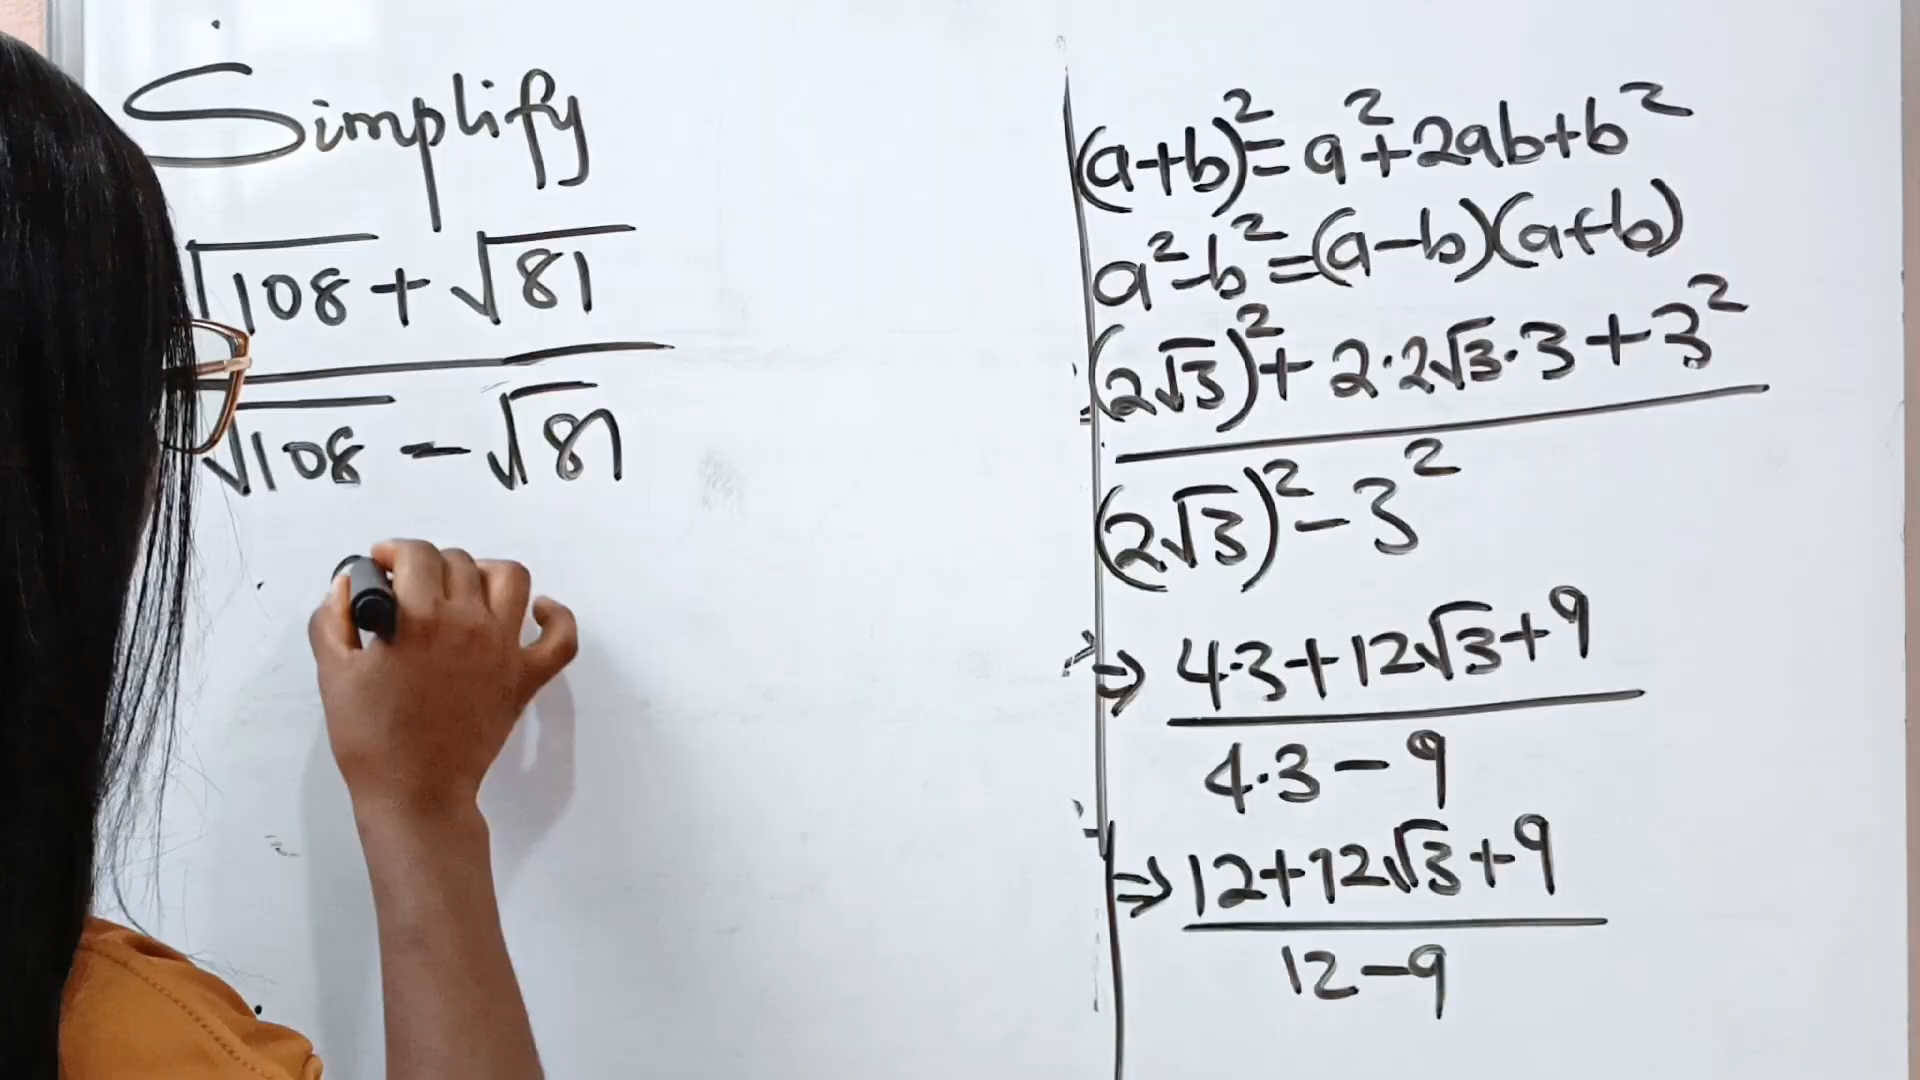 Simplify
√108 + √81
√108 - √81
(a+b)² = a² + 2ab + b²
a² - b² = (a-b)(a+b)
(2√3)² + 2·2√3·3 + 3²
(2√3)² - 3²
⇒ 4·3 + 12√3 + 9
4·3 - 9
⇒ 12 + 12√3 + 9
12 - 9